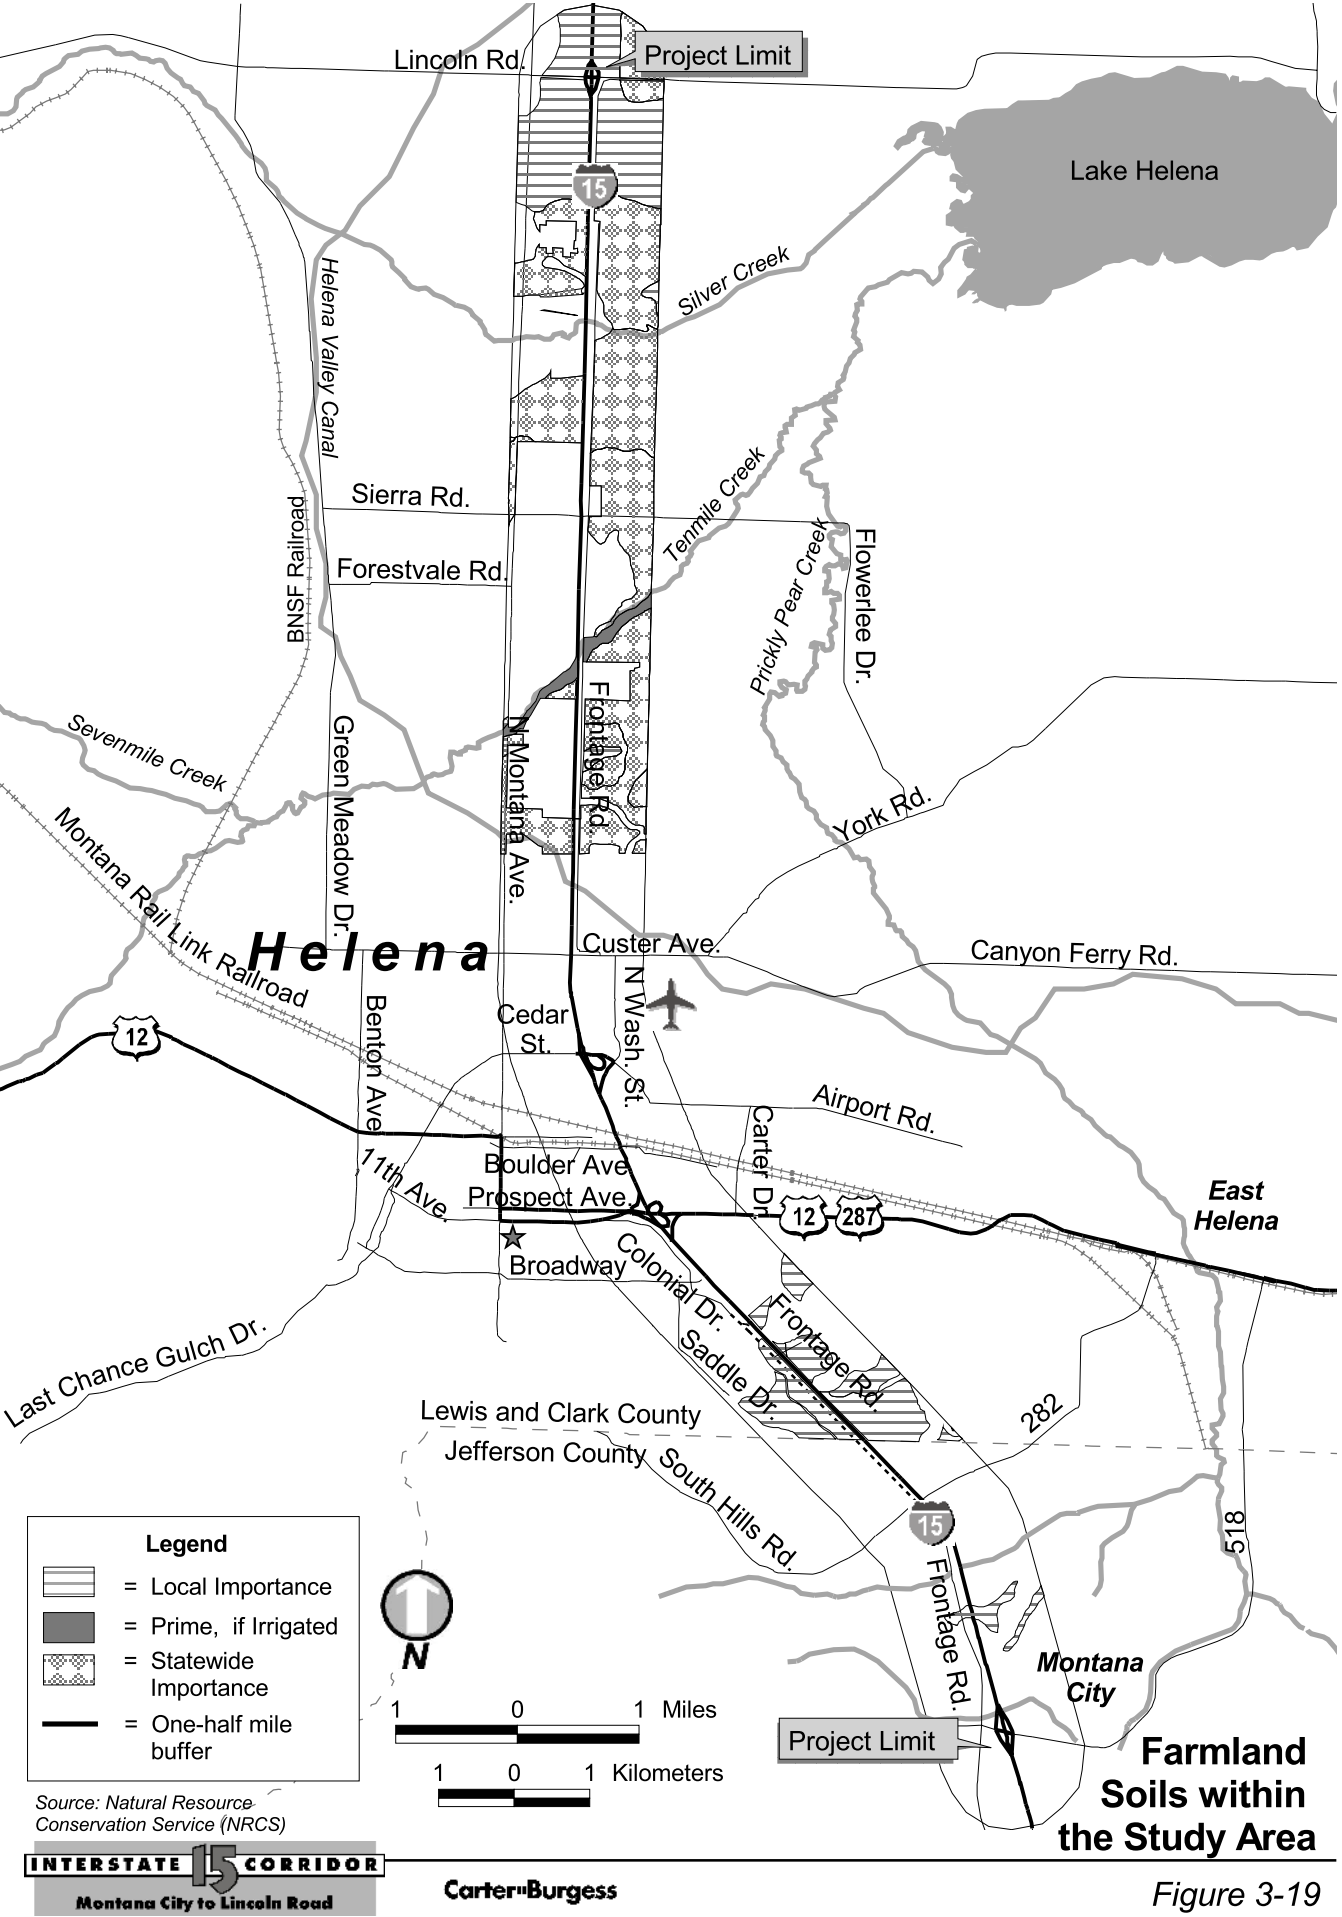 Lincoln Rd.
Project Limit
Lake Helena
15
Silver Creek
Helena Valley Canal
Tenmile Creek
Sierra Rd.
BNSF Railroad
Forestvale Rd.
Prickly Pear Creek
Flowerlee Dr.
Frontage Rd.
N Montana Ave.
Sevenmile Creek
Green Meadow Dr.
York Rd.
Montana Rail Link Railroad
Helena
Custer Ave.
Canyon Ferry Rd.
N Wash. St.
Benton Ave.
Cedar
St.
12
Airport Rd.
Carter Dr.
Boulder Ave.
11th Ave.
Prospect Ave.
12
287
East
Helena
Broadway
Colonial Dr.
Frontage Rd.
Saddle Dr.
Last Chance Gulch Dr.
Lewis and Clark County
Jefferson County
282
South Hills Rd.
15
518
Frontage Rd.
Montana
City
Project Limit
Legend
= Local Importance
= Prime, if Irrigated
= Statewide
Importance
= One-half mile
buffer
N
1 0 1 Miles
1 0 1 Kilometers
Source: Natural Resource
Conservation Service (NRCS)
Farmland
Soils within
the Study Area
INTERSTATE 15 CORRIDOR
Montana City to Lincoln Road
Carter Burgess
Figure 3-19